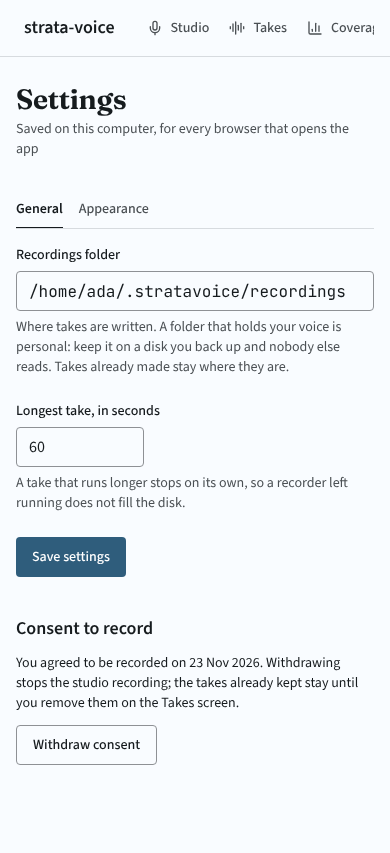 strata-voice
Studio
Takes
Settings
Saved on this computer, for every browser that opens the
app
General
Appearance
Recordings folder
/home/ada/.stratavoice/recordings
Where takes are written. A folder that holds your voice is
personal: keep it on a disk you back up and nobody else
reads. Takes already made stay where they are.
Longest take, in seconds
60
A take that runs longer stops on its own, so a recorder left
running does not fill the disk.
Save settings
Consent to record
You agreed to be recorded on 23 Nov 2026. Withdrawing
stops the studio recording; the takes already kept stay until
you remove them on the Takes screen.
Withdraw consent